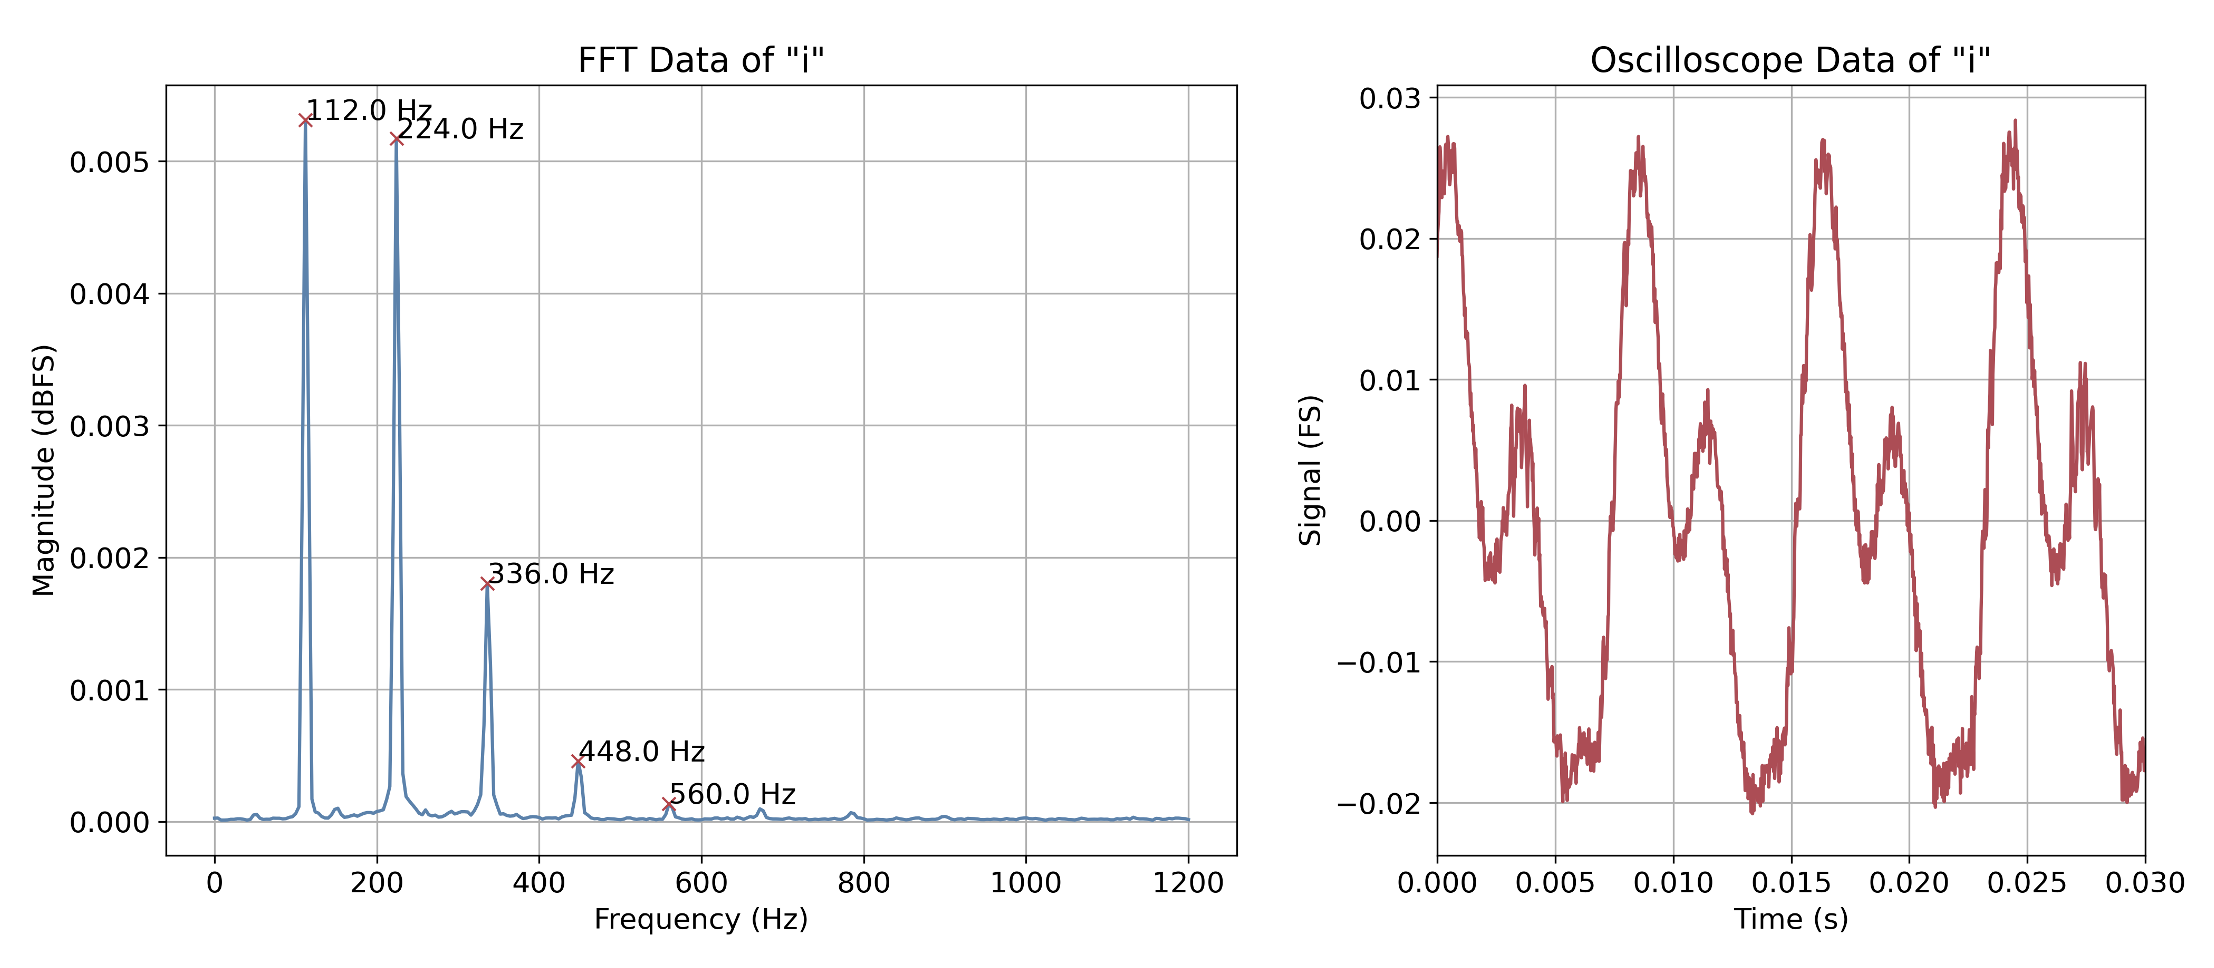 FFT Data of "i"
112.0 Hz
224.0 Hz
336.0 Hz
448.0 Hz
560.0 Hz
0.005
0.004
0.003
0.002
0.001
0.000
Magnitude (dBFS)
0 200 400 600 800 1000 1200
Frequency (Hz)
Oscilloscope Data of "i"
0.03
0.02
0.01
0.00
−0.01
−0.02
Signal (FS)
0.000 0.005 0.010 0.015 0.020 0.025 0.030
Time (s)